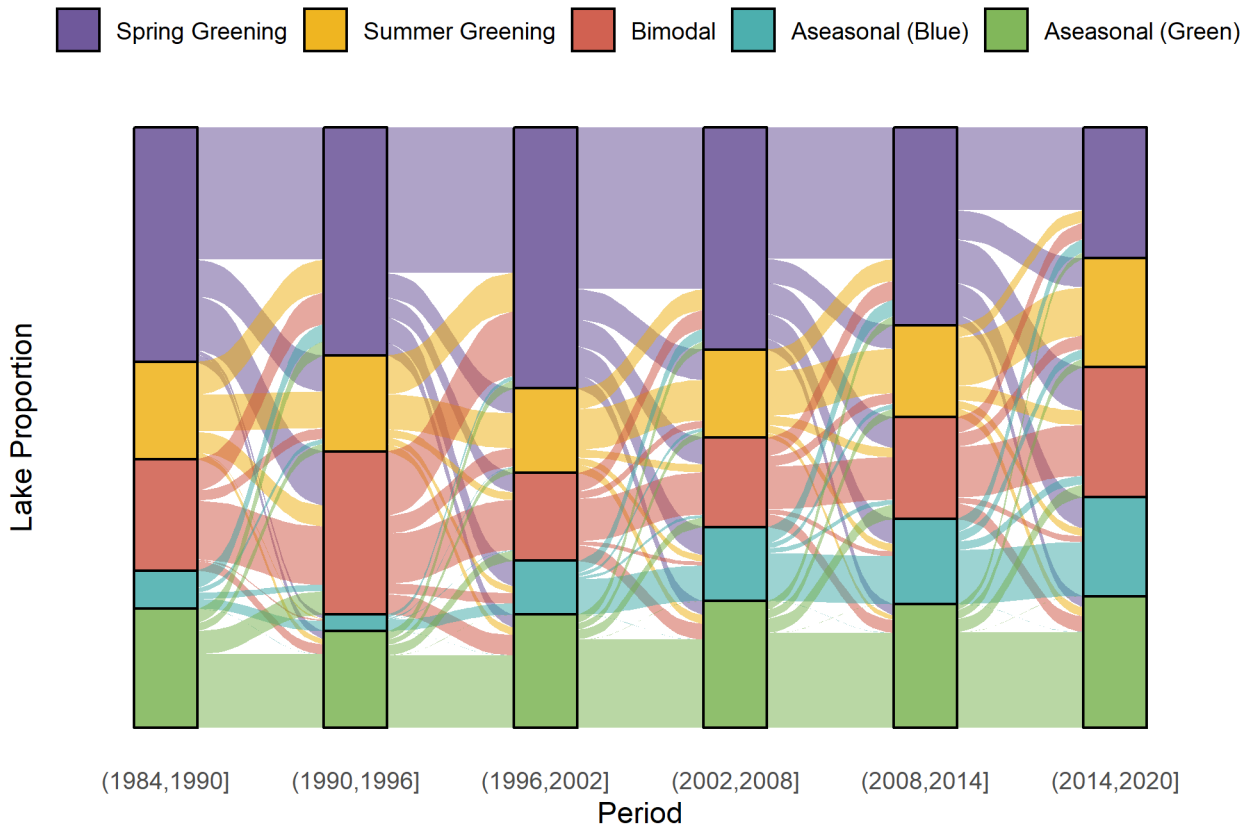 Spring Greening Summer Greening Bimodal Aseasonal (Blue) Aseasonal (Green)
Lake Proportion
(1984,1990] (1990,1996] (1996,2002] (2002,2008] (2008,2014] (2014,2020]
Period